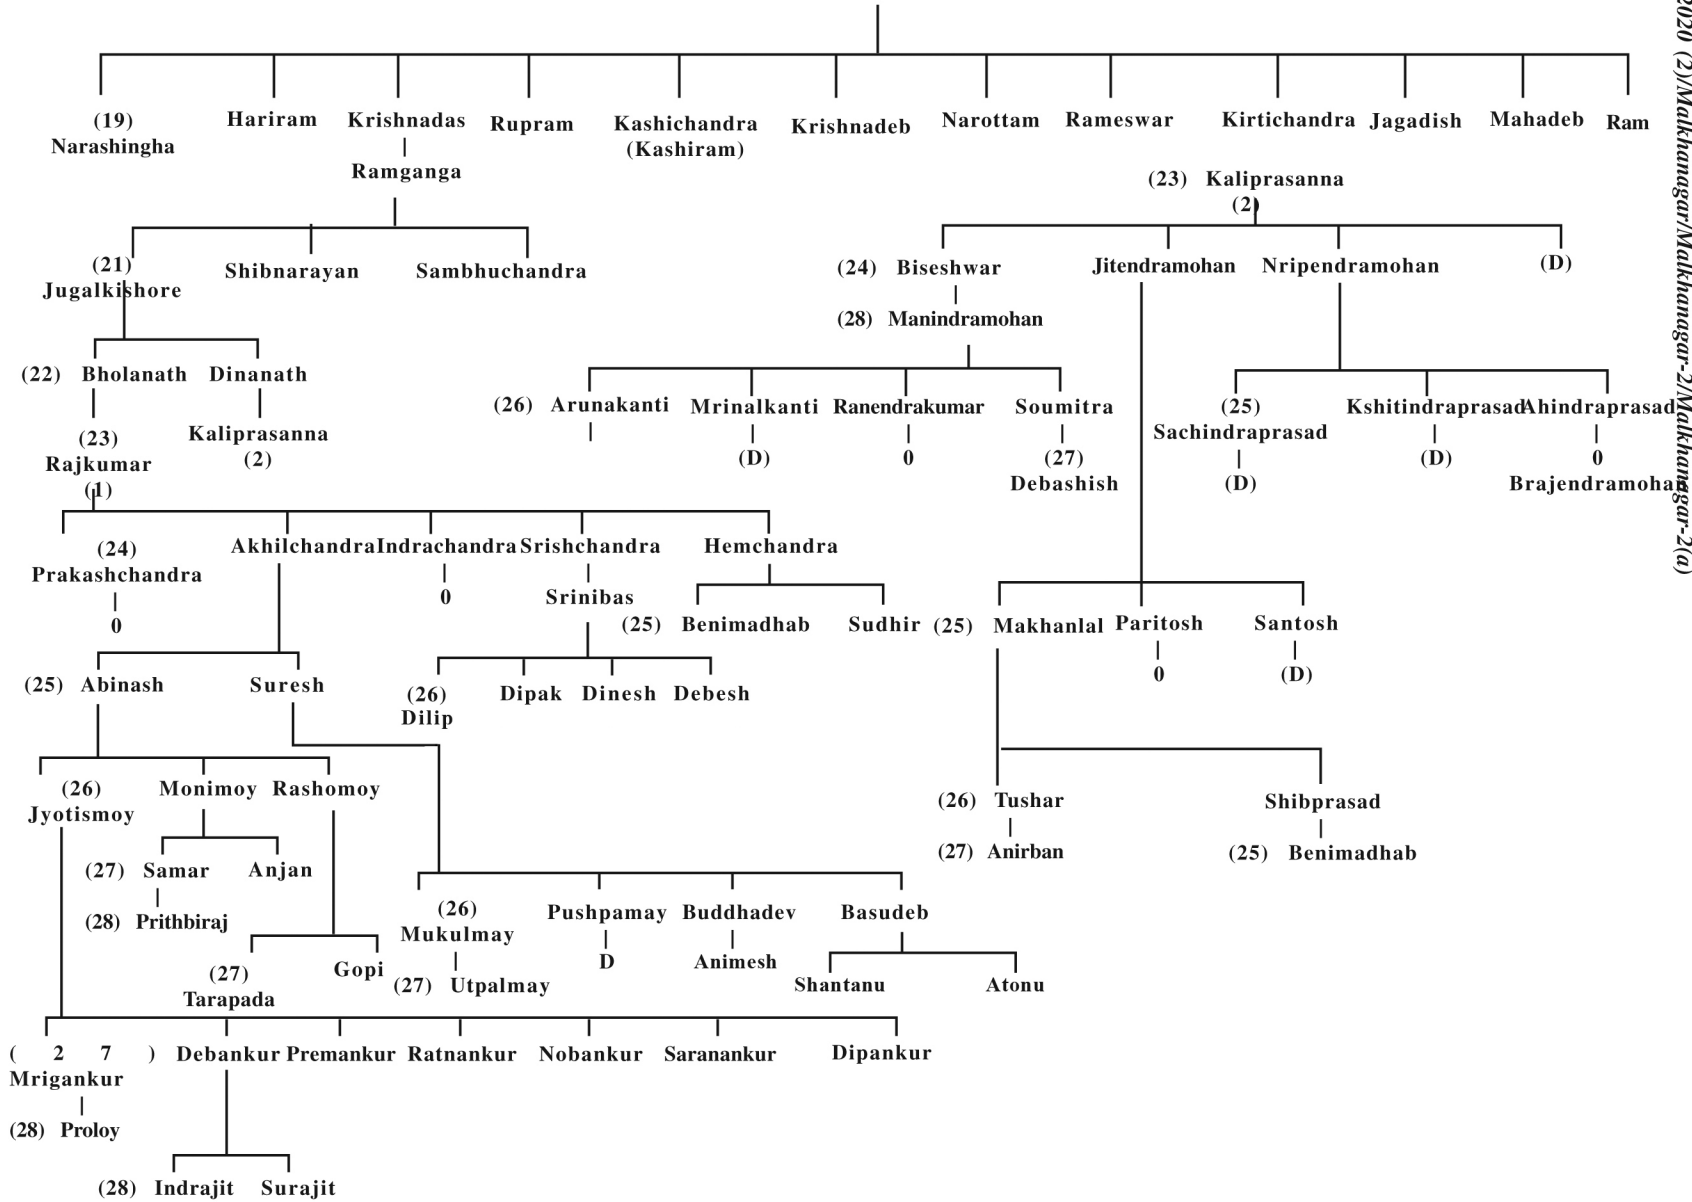 2020 (2)/Malkhanagar/Malkhanagar-2/Malkhanagar-2(a)
(19) Hariram Krishnadas Rupram Kashichandra Krishnadeb Narottam Rameswar Kirtichandra Jagadish Mahadeb Ram
Narashingha (Kashiram)
Ramganga
(23) Kaliprasanna
(2)
(21) Shibnarayan Sambhuchandra
Jugalkishore
(24) Biseshwar Jitendramohan Nripendramohan (D)
(28) Manindramohan
(22) Bholanath Dinanath
(26) Arunakanti Mrinalkanti Ranendrakumar Soumitra (25) Kshitindraprasad Ahindraprasad
Sachindraprasad
(23) Kaliprasanna
Rajkumar (2) (D) 0 (27) (D) 0
(1) Debashish (D) Brajendramohan
(24) Akhilchandra Indrachandra Srishchandra Hemchandra
Prakashchandra
0 Srinibas
0 (25) Benimadhab Sudhir (25) Makhanlal Paritosh Santosh
0 (D)
(25) Abinash Suresh (26) Dipak Dinesh Debesh
Dilip
(26) Monimoy Rashomoy
Jyotismoy
(26) Tushar Shibprasad
(27) Anirban (25) Benimadhab
(27) Samar Anjan
(28) Prithbiraj
(26) Pushpamay Buddhadev Basudeb
Mukulmay
D Animesh
(27) Gopi (27) Utpalmay Shantanu Atonu
Tarapada
( 2 7 ) Debankur Premankur Ratnankur Nobankur Saranankur Dipankur
Mrigankur
(28) Proloy
(28) Indrajit Surajit